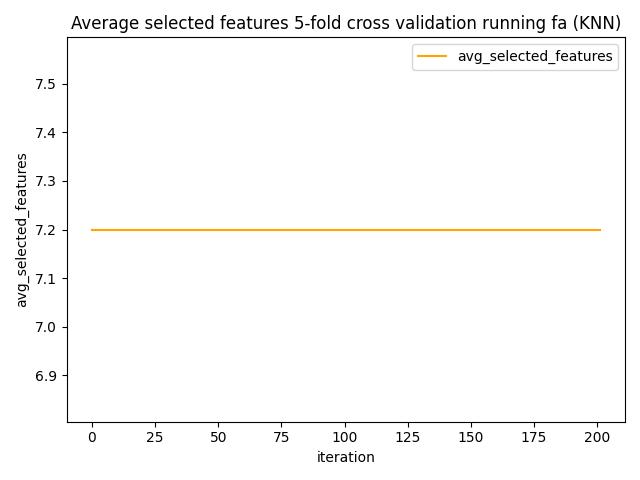 Average selected features 5-fold cross validation running fa (KNN)
avg_selected_features
7.5
7.4
7.3
7.2
7.1
7.0
6.9
avg_selected_features
0 25 50 75 100 125 150 175 200
iteration